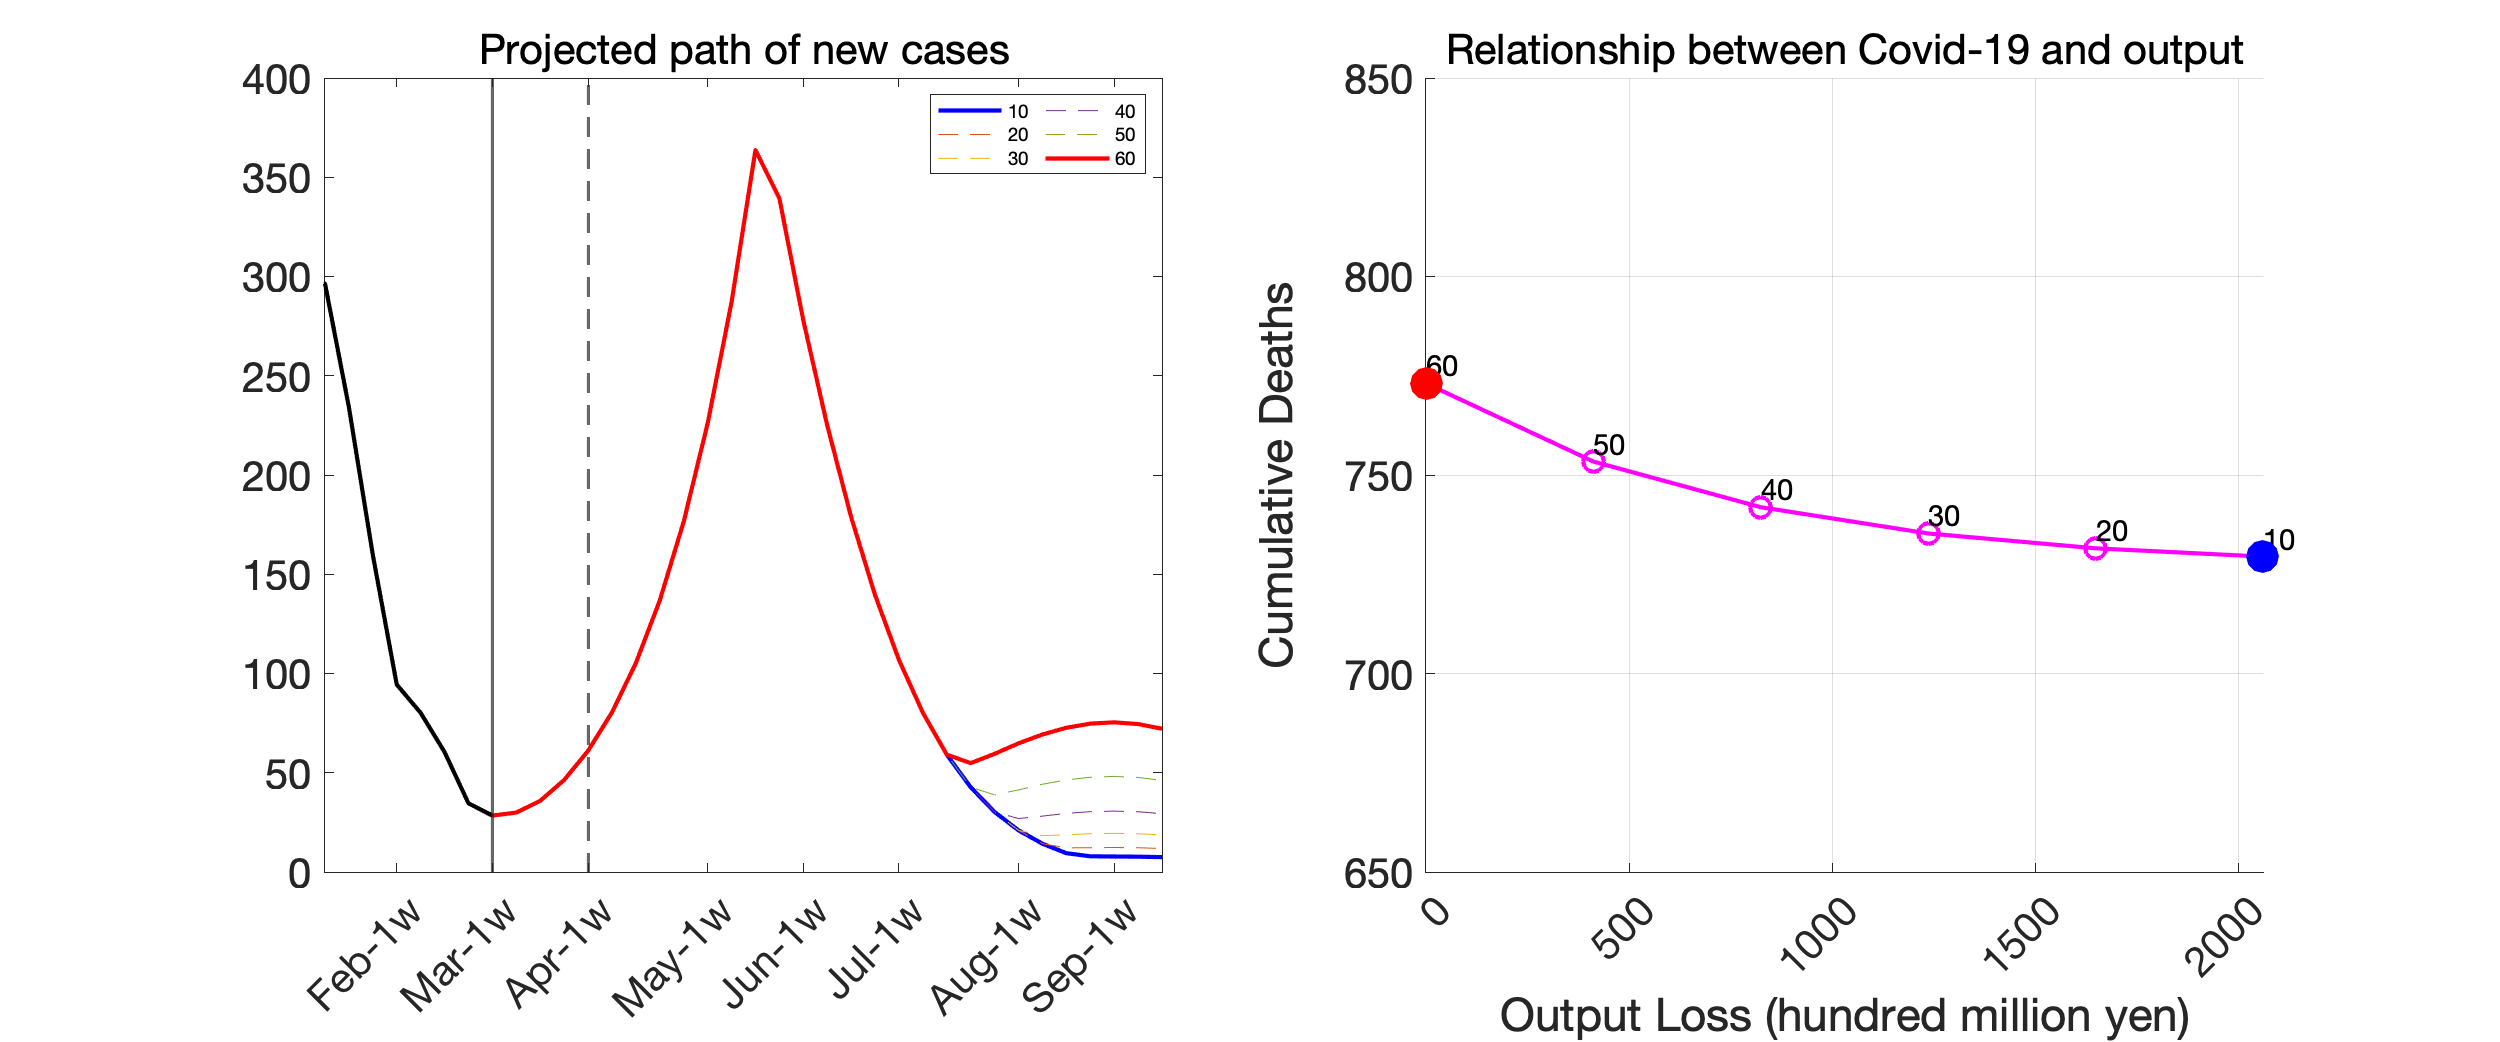 Projected path of new cases
400
350
300
250
200
150
100
50
0
10
20
30
40
50
60
Feb-1w
Mar-1w
Apr-1w
May-1w
Jun-1w
Jul-1w
Aug-1w
Sep-1w
Relationship between Covid-19 and output
Cumulative Deaths
850
800
750
700
650
60
50
40
30
20
10
0
500
1000
1500
2000
Output Loss (hundred million yen)